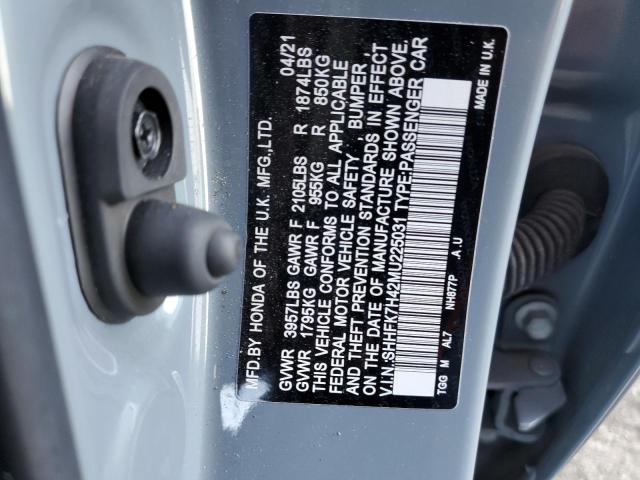 MFD.BY HONDA OF THE U.K. MFG.,LTD. 04/21
GVWR 3957LBS GAWR F 2105LBS R 1874LBS
GVWR 1795KG GAWR F 955KG R 850KG
THIS VEHICLE CONFORMS TO ALL APPLICABLE
FEDERAL MOTOR VEHICLE SAFETY , BUMPER,
AND THEFT PREVENTION STANDARDS IN EFFECT
ON THE DATE OF MANUFACTURE SHOWN ABOVE.
V.I.N.:SHHFK7H42MU225031 TYPE:PASSENGER CAR
TGG M AL7 NH877P A.U MADE IN U.K.